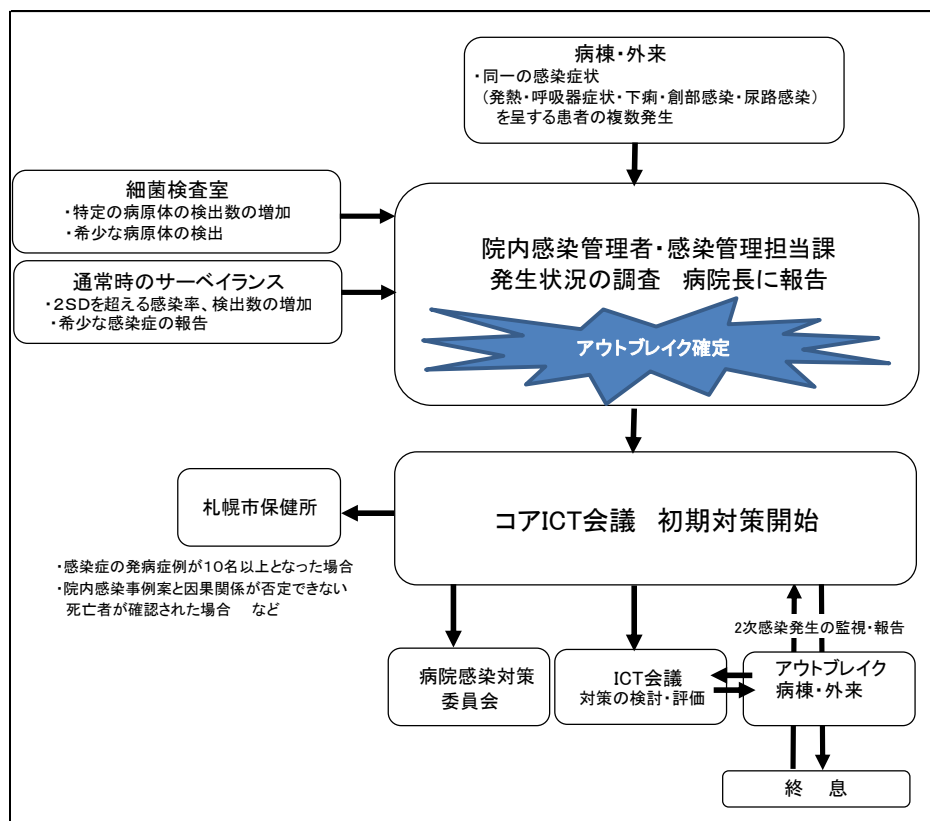 病棟・外来
・同一の感染症状
(発熱・呼吸器症状・下痢・創部感染・尿路感染)
を呈する患者の複数発生
細菌検査室
・特定の病原体の検出数の増加
・希少な病原体の検出
通常時のサーベイランス
・2SDを超える感染率、検出数の増加
・希少な感染症の報告
院内感染管理者・感染管理担当課
発生状況の調査 病院長に報告
アウトブレイク確定
コアICT会議 初期対策開始
札幌市保健所
・感染症の発病症例が10名以上となった場合
・院内感染事例案と因果関係が否定できない
死亡者が確認された場合 など
2次感染発生の監視・報告
病院感染対策
委員会
ICT会議
対策の検討・評価
アウトブレイク
病棟・外来
終 息